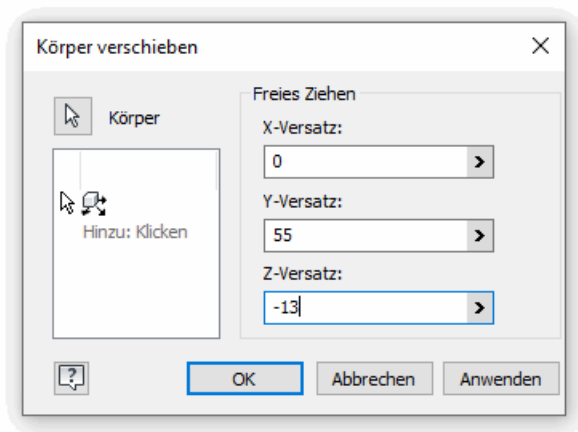 Körper verschieben
Körper
Hinzu: Klicken
Freies Ziehen
X-Versatz:
0
Y-Versatz:
55
Z-Versatz:
-13
OK
Abbrechen
Anwenden